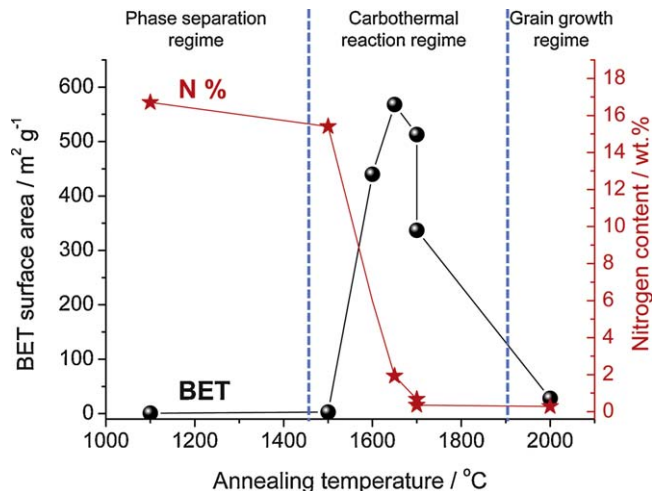 Phase separation
regime
Carbothermal
reaction regime
Grain growth
regime
N %
BET
600
500
400
300
200
100
0
BET surface area / m² g⁻¹
18
16
14
12
10
8
6
4
2
0
Nitrogen content / wt.%
1000 1200 1400 1600 1800 2000
Annealing temperature / °C